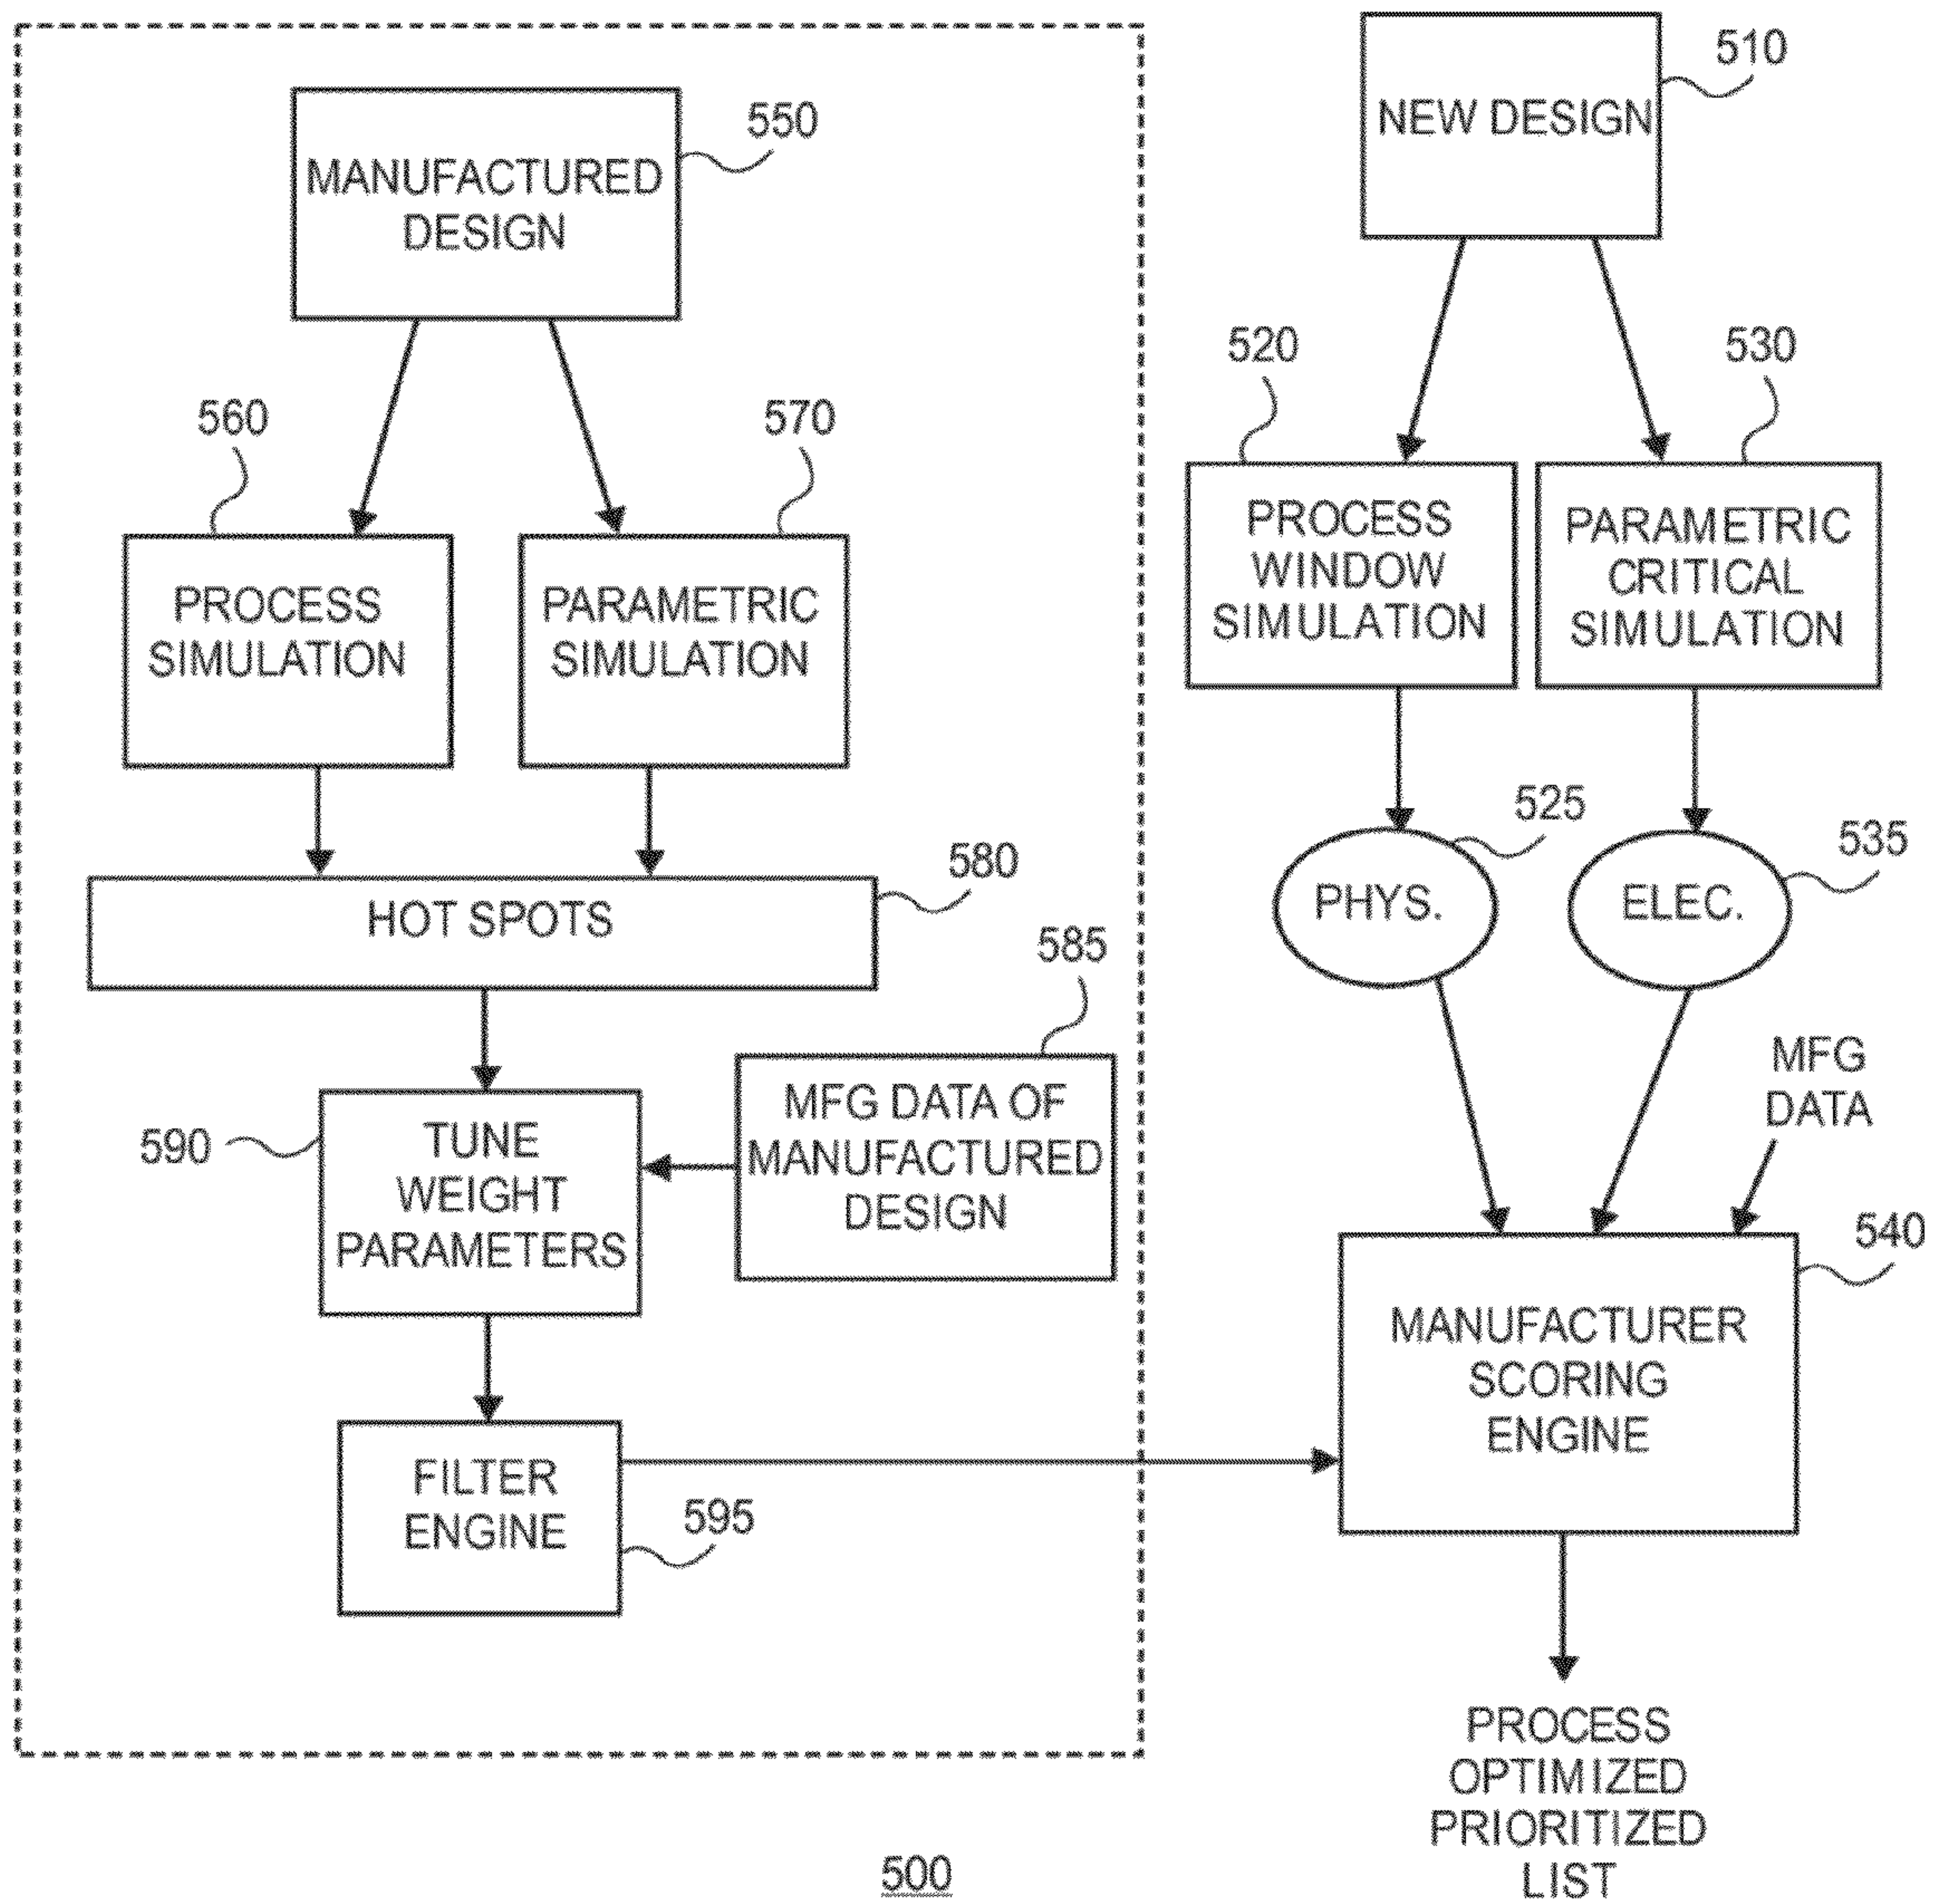 550
MANUFACTURED
DESIGN
560
570
PROCESS
SIMULATION
PARAMETRIC
SIMULATION
580
HOT SPOTS
585
MFG DATA OF
MANUFACTURED
DESIGN
590
TUNE
WEIGHT
PARAMETERS
FILTER
ENGINE
595
510
NEW DESIGN
520
530
PROCESS
WINDOW
SIMULATION
PARAMETRIC
CRITICAL
SIMULATION
525
535
PHYS.
ELEC.
MFG
DATA
540
MANUFACTURER
SCORING
ENGINE
PROCESS
OPTIMIZED
PRIORITIZED
LIST
500